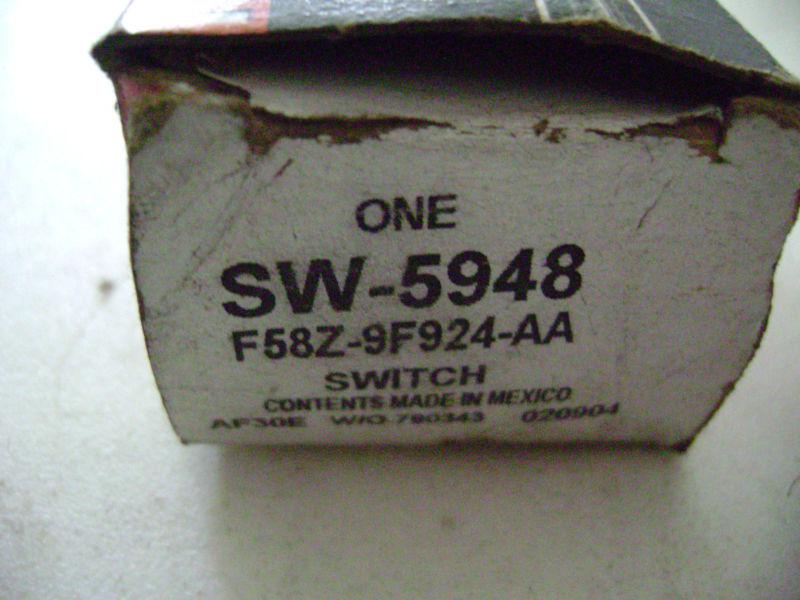 ONE
SW-5948
F58Z-9F924-AA
SWITCH
CONTENTS MADE IN MEXICO
AF30E W/O 790343 020904